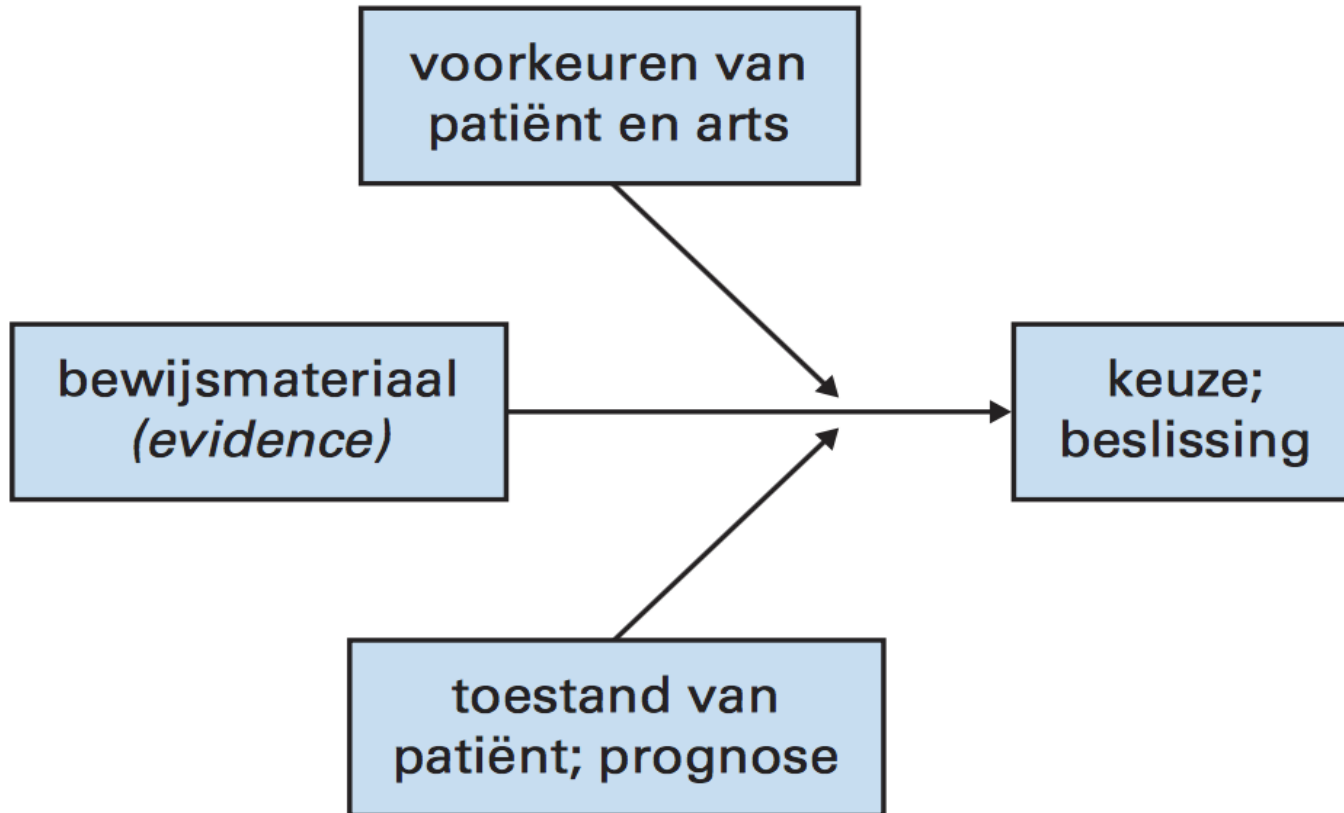 voorkeuren van
patiënt en arts
bewijsmateriaal
(evidence)
keuze;
beslissing
toestand van
patiënt; prognose